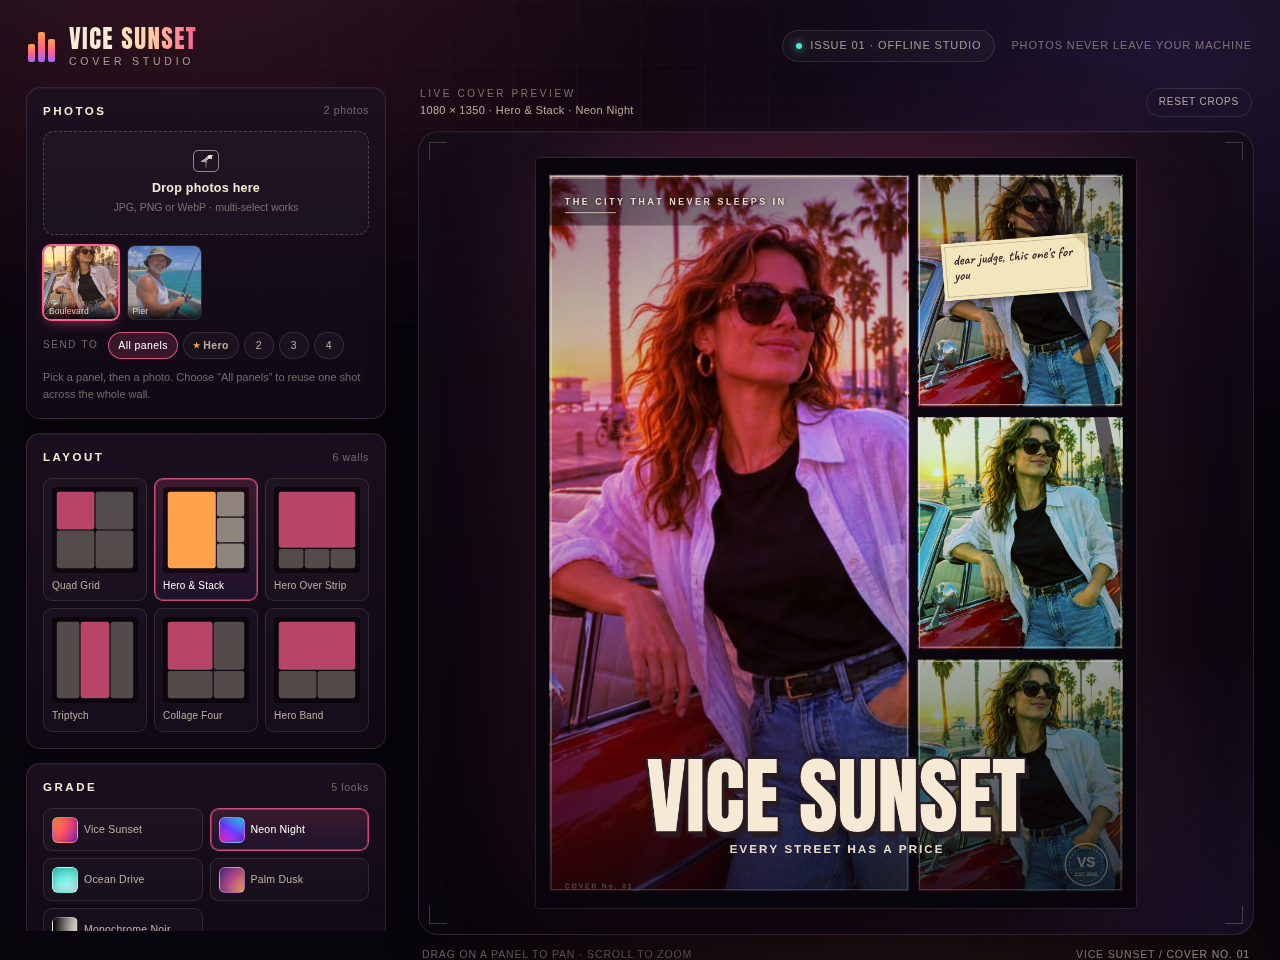 VICE SUNSET
COVER STUDIO
ISSUE 01 · OFFLINE STUDIO
PHOTOS NEVER LEAVE YOUR MACHINE
PHOTOS
2 photos
Drop photos here
JPG, PNG or WebP · multi-select works
Boulevard
Pier
SEND TO
All panels
★ Hero
2
3
4
Pick a panel, then a photo. Choose “All panels” to reuse one shot
across the whole wall.
LAYOUT
6 walls
Quad Grid
Hero & Stack
Hero Over Strip
Triptych
Collage Four
Hero Band
GRADE
5 looks
Vice Sunset
Neon Night
Ocean Drive
Palm Dusk
Monochrome Noir
LIVE COVER PREVIEW
1080 × 1350 · Hero & Stack · Neon Night
RESET CROPS
THE CITY THAT NEVER SLEEPS IN
dear judge, this one's for
you
VICE SUNSET
EVERY STREET HAS A PRICE
COVER No. 01
VS
EST. 2026
DRAG ON A PANEL TO PAN · SCROLL TO ZOOM
VICE SUNSET / COVER NO. 01